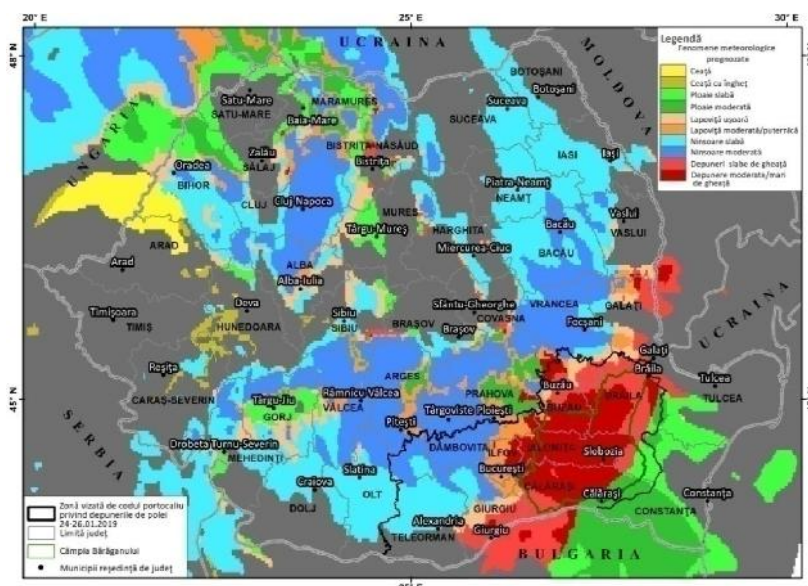 20° E
25° E
30° E
48° N
48° N
UCRAINA
Legendă
Fenomene meteorologice
prognozate
Ceață
Ceață cu îngheț
Ploaie slabă
Ploaie moderată
Lapoviță ușoară
Lapoviță moderată/puternică
Ninsoare slabă
Ninsoare moderată
Depuneri slabe de gheață
Depunere moderate/mari
de gheață
MOLDOVA
BOTOȘANI
Botoșani
Satu-Mare
SATU-MARE
MARAMUREȘ
Baia-Mare
Suceava
SUCEAVA
UNGARIA
BISTRIȚA-NĂSĂUD
Bistrița
Zalău
SĂLAJ
Oradea
BIHOR
IAȘI
Iași
CLUJ
Cluj Napoca
Piatra-Neamț
NEAMȚ
MUREȘ
Târgu-Mureș
HARGHITA
Miercurea-Ciuc
Bacău
BACĂU
Vaslui
VASLUI
ARAD
Arad
ALBA
Alba-Iulia
Timișoara
TIMIȘ
Deva
HUNEDOARA
Sibiu
SIBIU
BRAȘOV
Brașov
Sfântu-Gheorghe
COVASNA
VRANCEA
Focșani
GALAȚI
Galați
UCRAINA
Reșița
CARAȘ-SEVERIN
ARGEȘ
Râmnicu Vâlcea
VÂLCEA
PRAHOVA
Buzău
BUZĂU
Brăila
BRĂILA
Tulcea
TULCEA
45° N
45° N
Târgu-Jiu
GORJ
Pitești
Târgoviște
Ploiești
SERBIA
Drobeta Turnu-Severin
MEHEDINȚI
DÂMBOVIȚA
ILFOV
IALOMIȚA
Slobozia
București
Slatina
Craiova
OLT
DOLJ
CĂLĂRAȘI
Călărași
Constanța
CONSTANȚA
GIURGIU
Giurgiu
Alexandria
TELEORMAN
BULGARIA
Zonă vizată de codul portocaliu
privind depunerile de polei
24-26.01.2019
Limită județ
Câmpia Bărăganului
Municipii reședință de județ
25° E